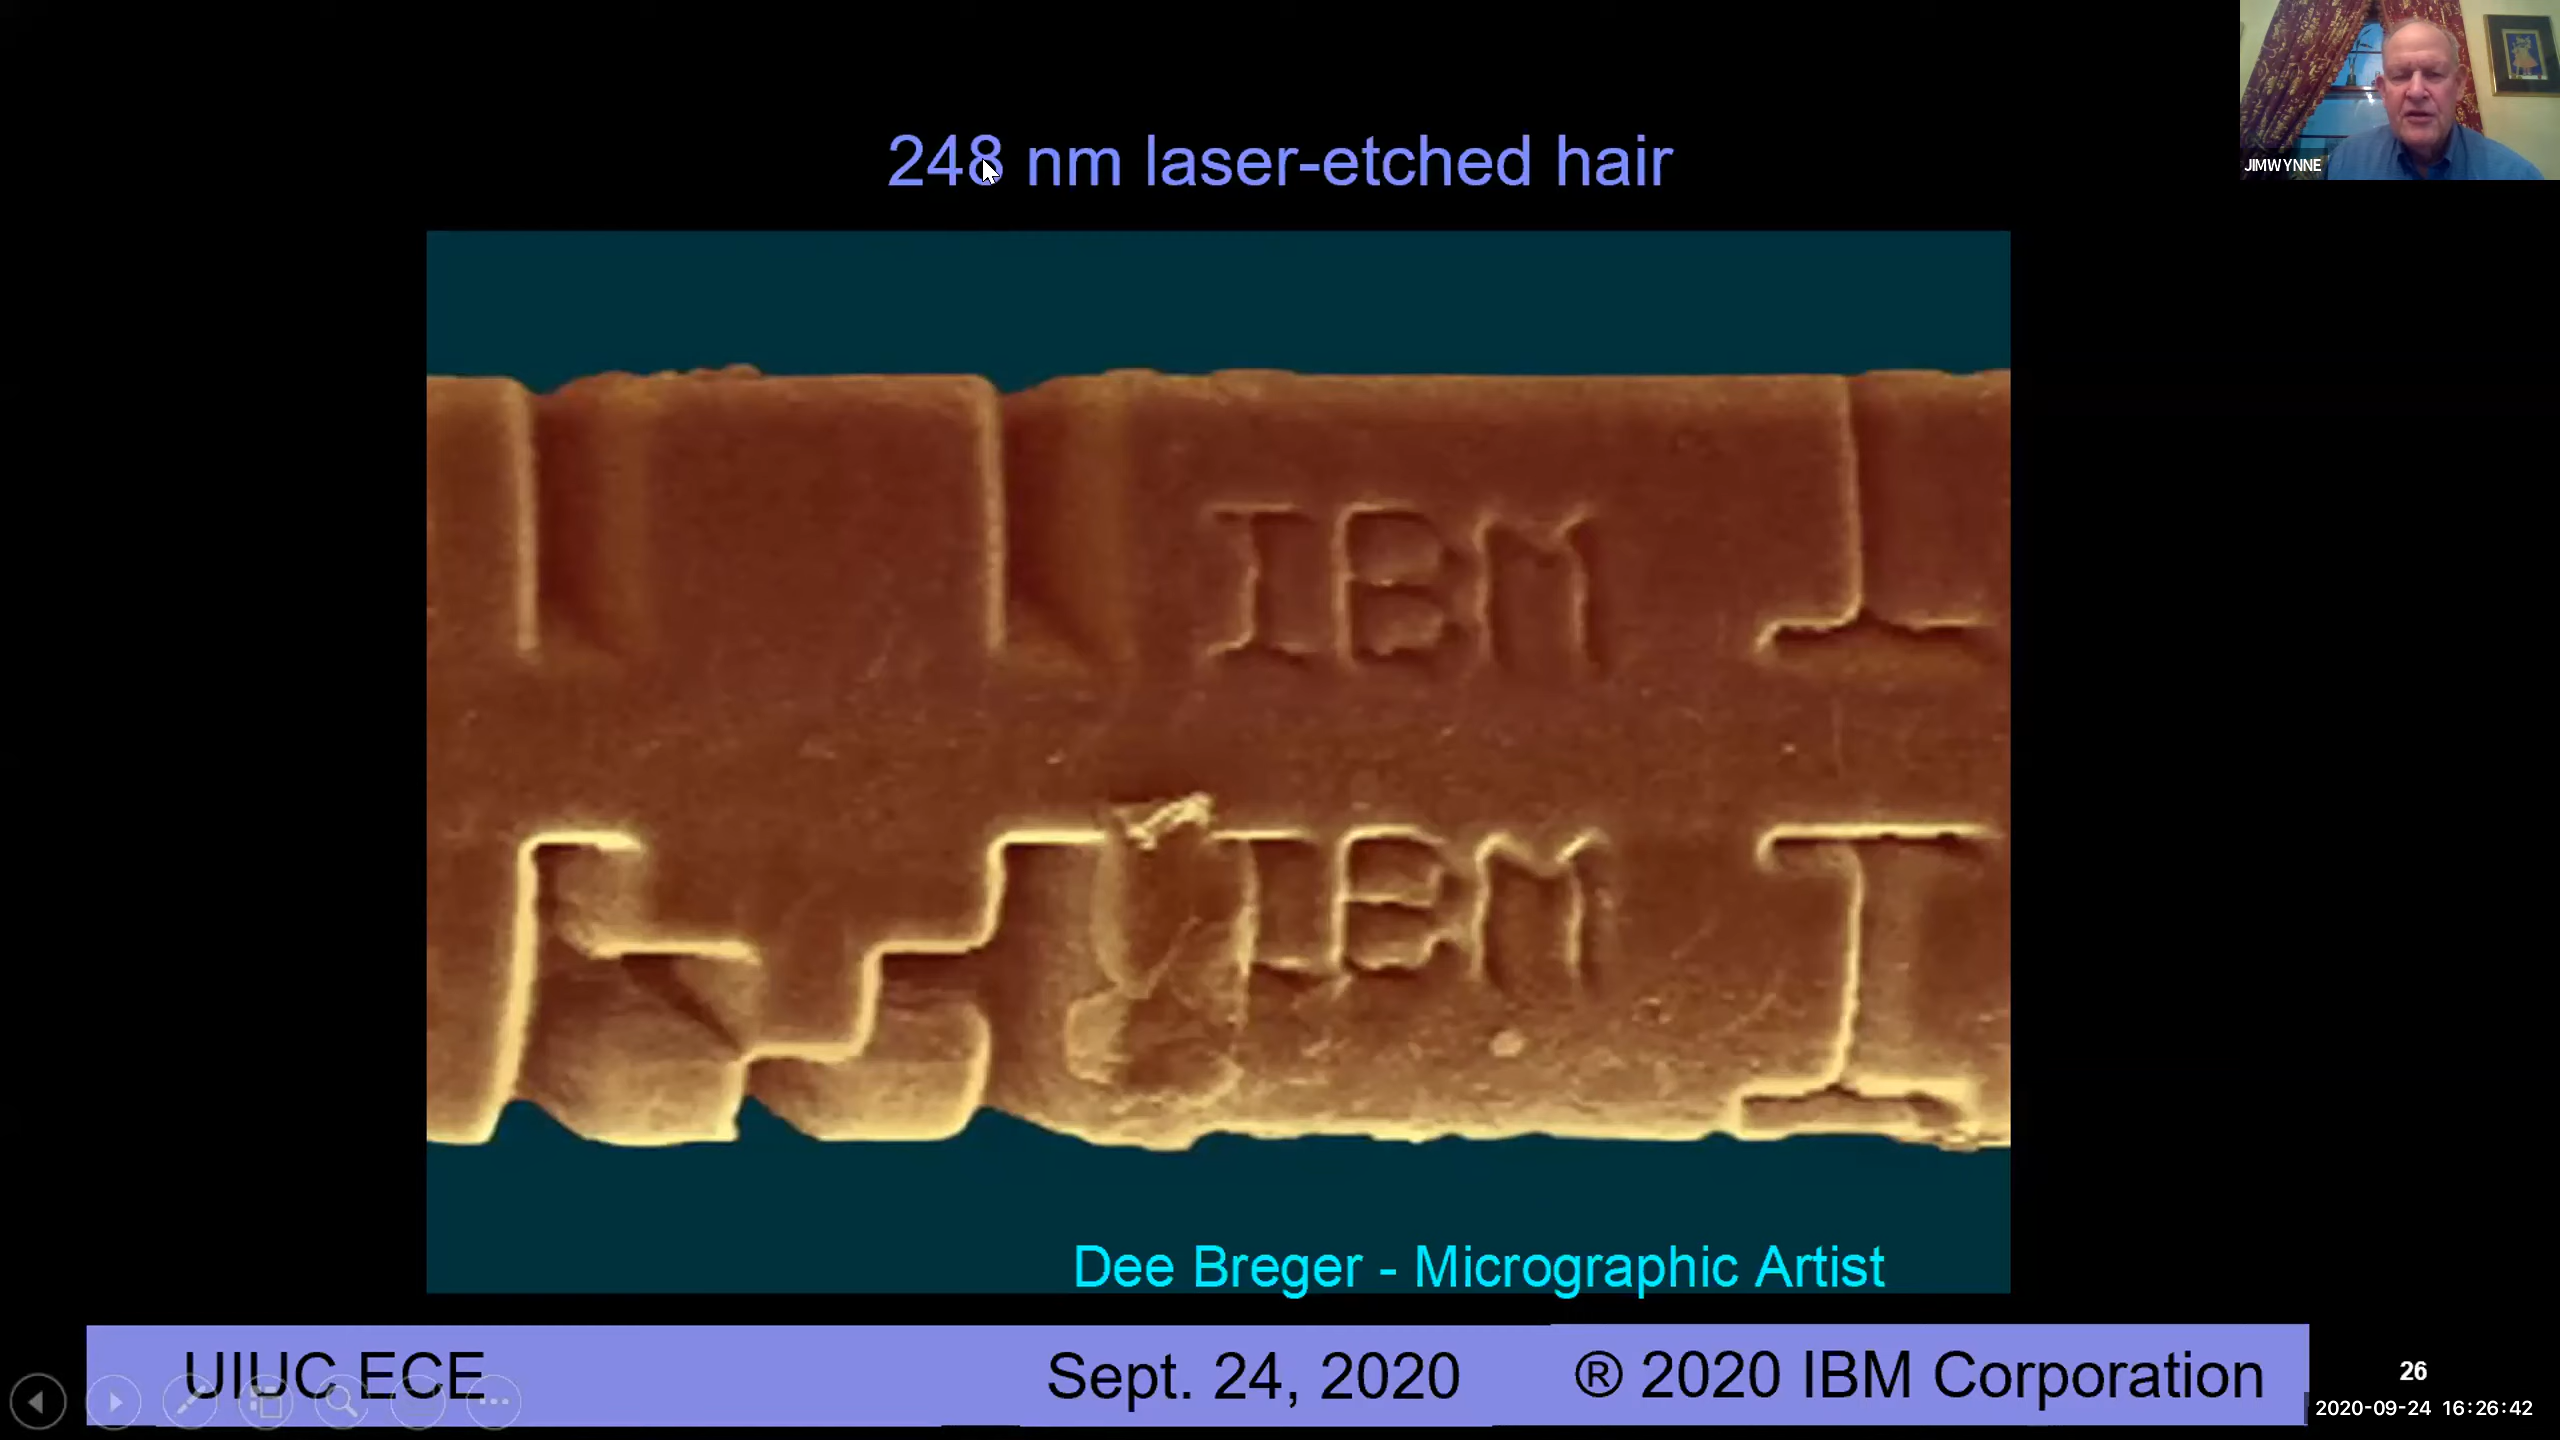 JIMWYNNE
248 nm laser-etched hair
IBM
IBM
Dee Breger - Micrographic Artist
UIUC ECE
Sept. 24, 2020
® 2020 IBM Corporation
26
2020-09-24 16:26:42